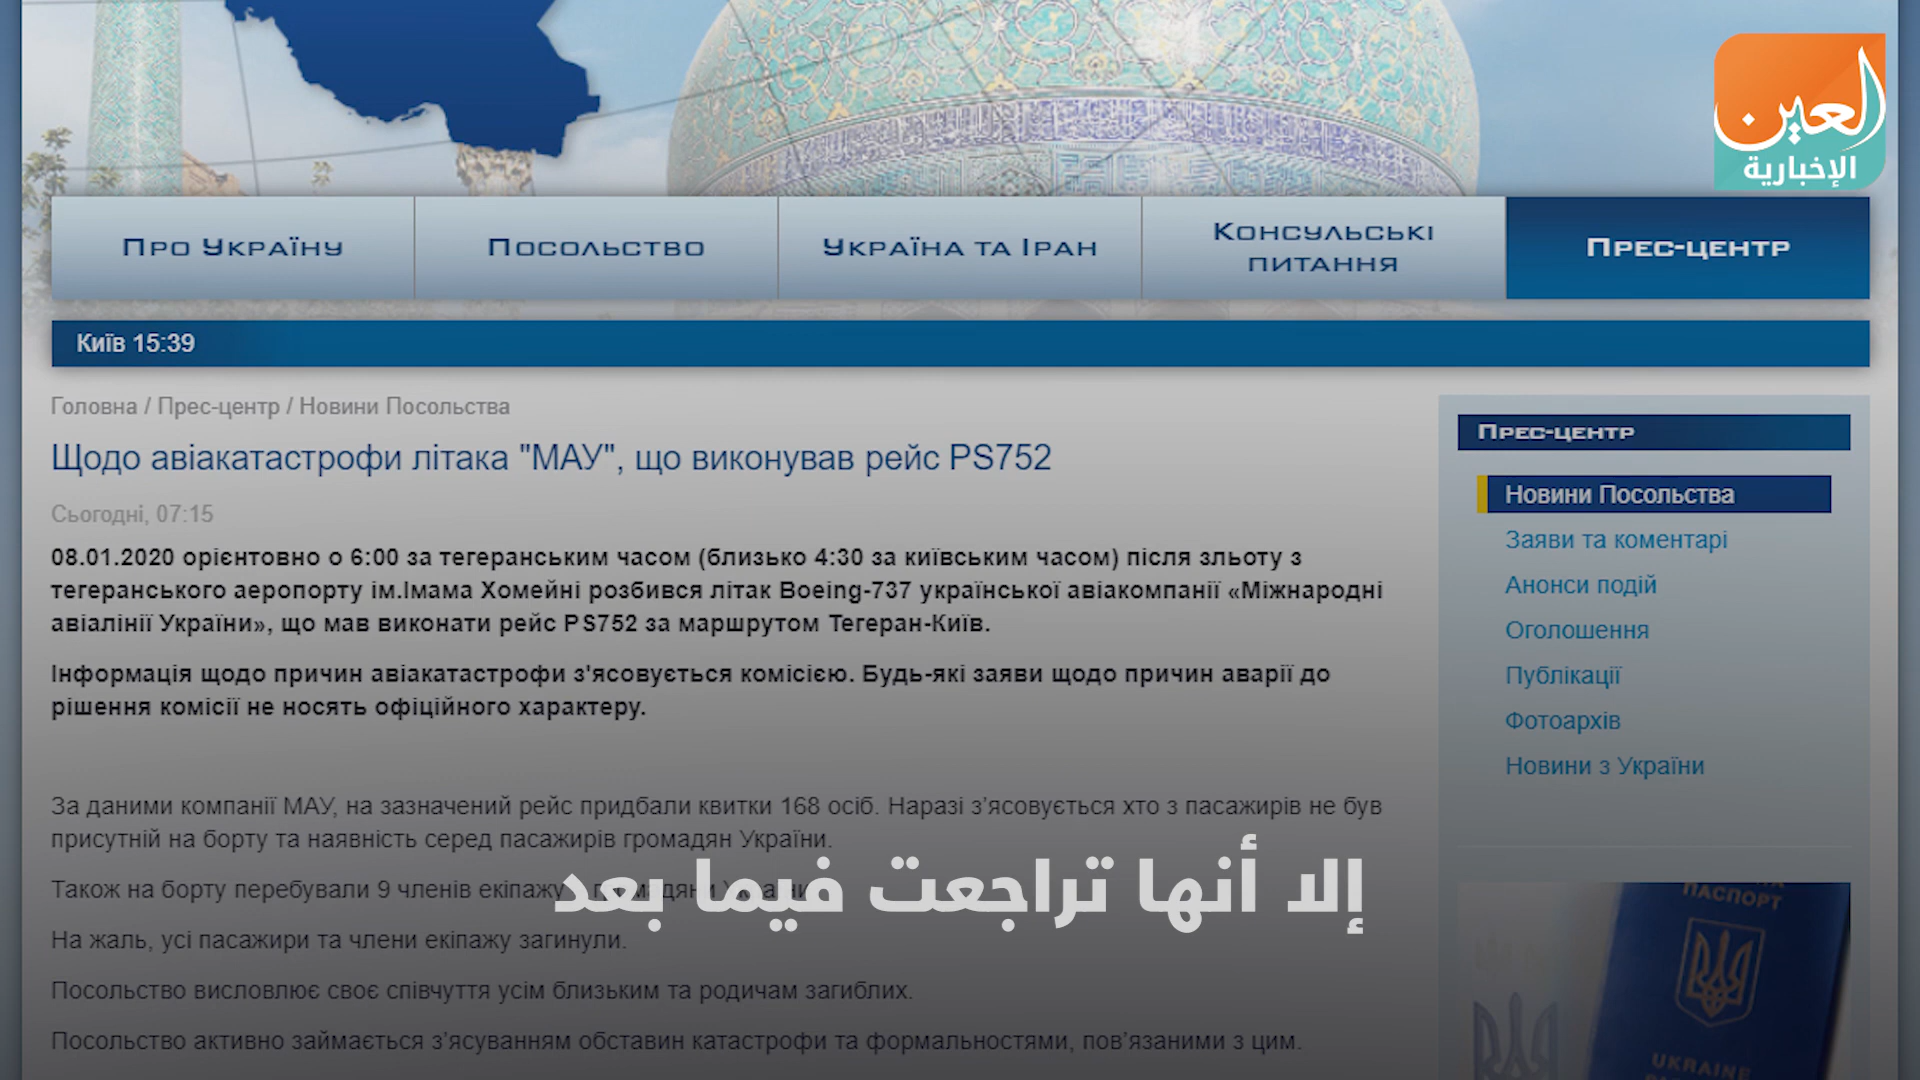 العين
الإخبارية
Про Україну
Посольство
Україна та Іран
Консульські
питання
Прес-центр
Київ 15:39
Головна / Прес-центр / Новини Посольства
Щодо авіакатастрофи літака "МАУ", що виконував рейс PS752
Сьогодні, 07:15
08.01.2020 орієнтовно о 6:00 за тегеранським часом (близько 4:30 за київським часом) після зльоту з
тегеранського аеропорту ім.Імама Хомейні розбився літак Boeing-737 української авіакомпанії «Міжнародні
авіалінії України», що мав виконати рейс PS752 за маршрутом Тегеран-Київ.
Інформація щодо причин авіакатастрофи з'ясовується комісією. Будь-які заяви щодо причин аварії до
рішення комісії не носять офіційного характеру.
За даними компанії МАУ, на зазначений рейс придбали квитки 168 осіб. Наразі з’ясовується хто з пасажирів не був
присутній на борту та наявність серед пасажирів громадян України.
Також на борту перебували 9 членів екіпажу
إلا أنها تراجعت فيما بعد
На жаль, усі пасажири та члени екіпажу загинули.
Посольство висловлює своє співчуття усім близьким та родичам загиблих.
Посольство активно займається з’ясуванням обставин катастрофи та формальностями, пов’язаними з цим.
Прес-центр
Новини Посольства
Заяви та коментарі
Анонси подій
Оголошення
Публікації
Фотоархів
Новини з України
ПАСПОРТ
UKRAINE